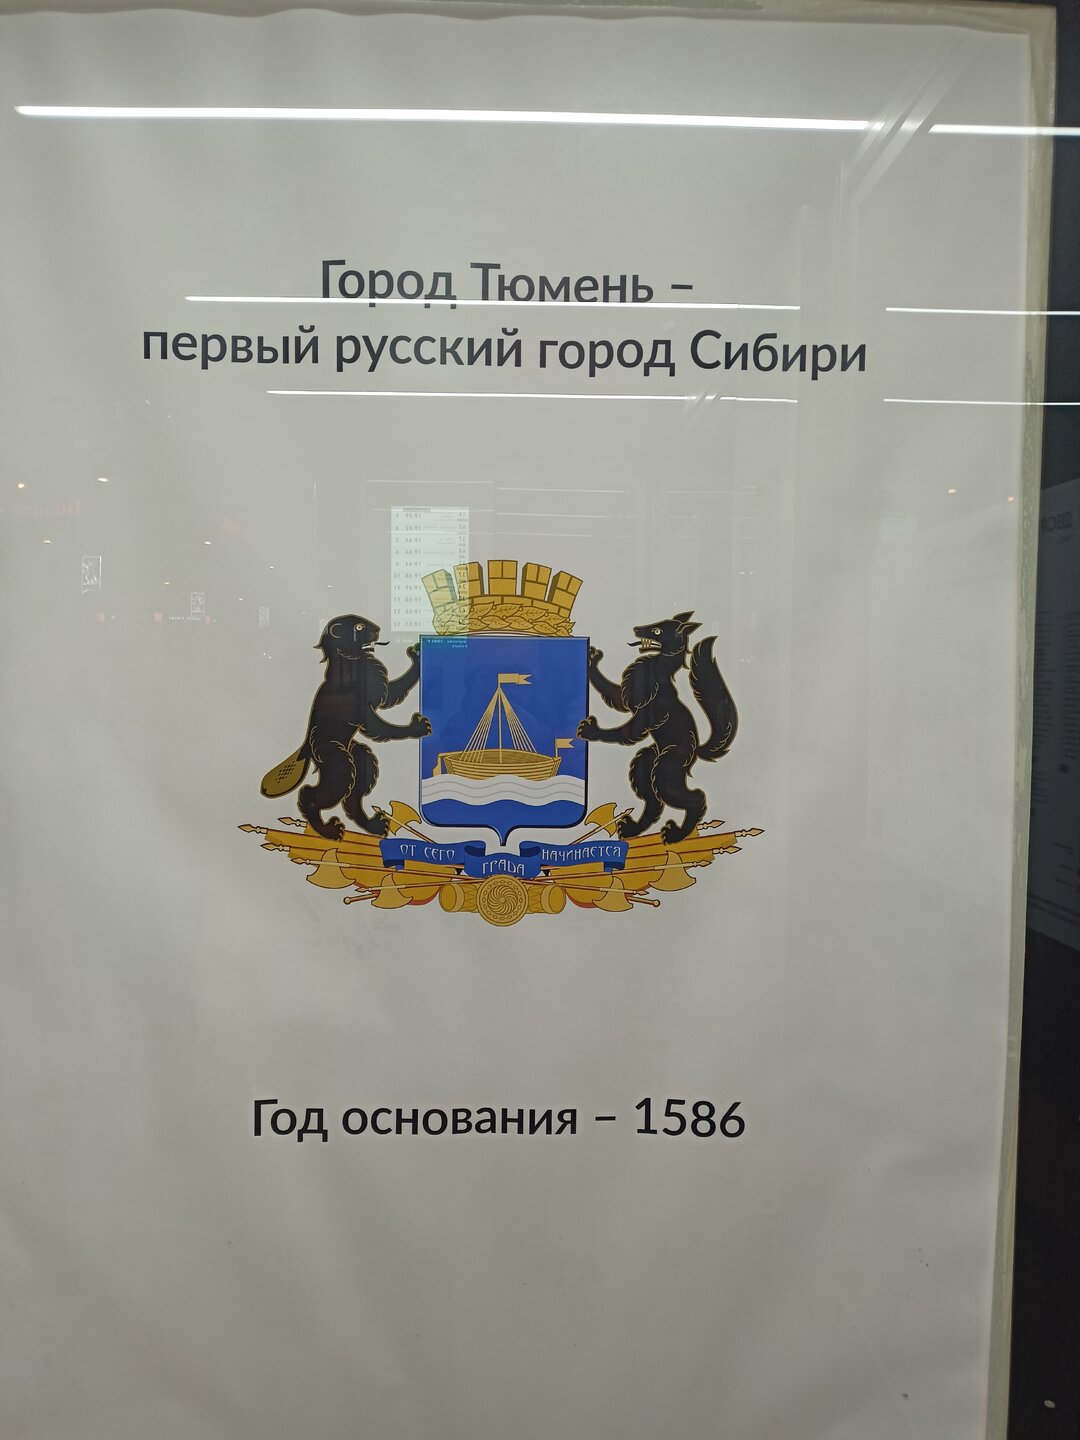 Город Тюмень –
первый русский город Сибири
ОТ СЕГО ГРАДА НАЧИНАЕТСЯ
Год основания – 1586